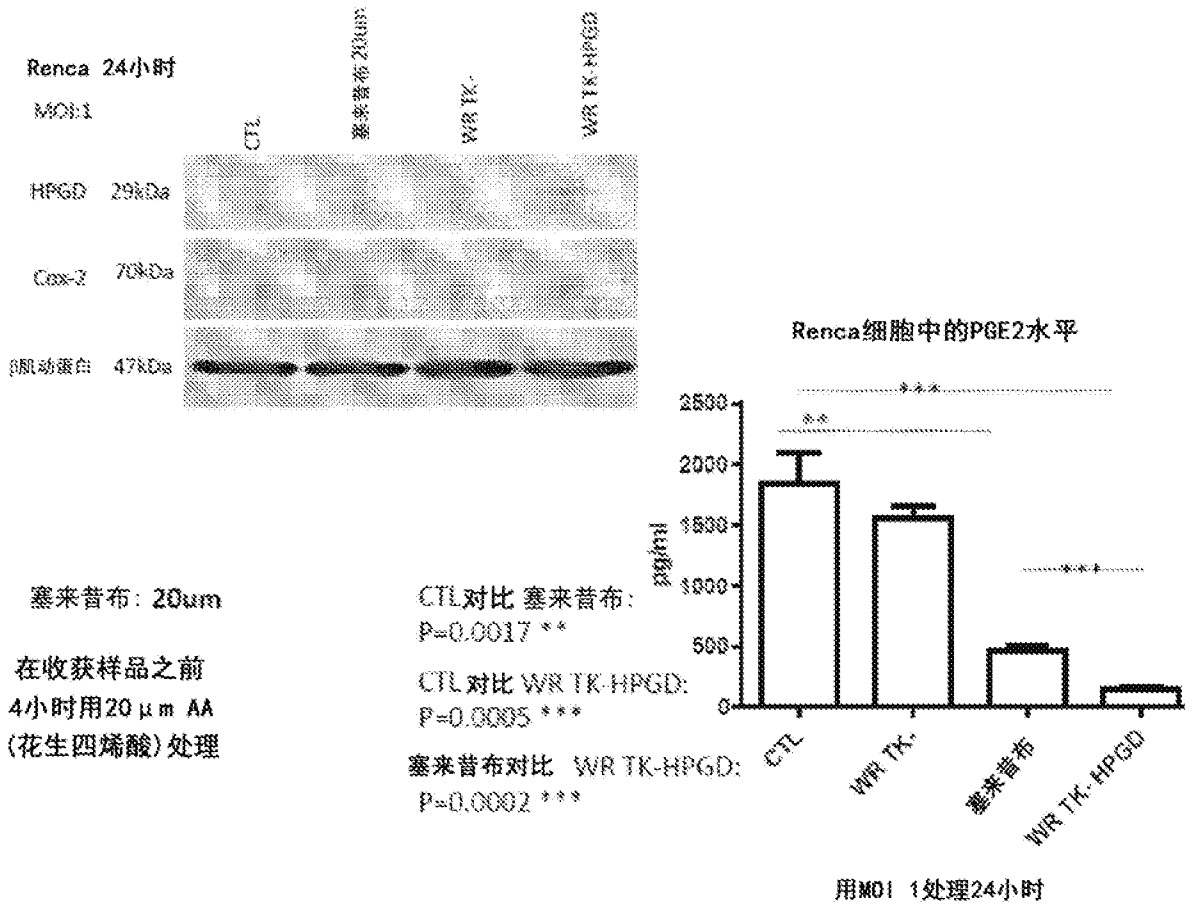 Renca 24小时
MOI:1
CTL
塞来昔布 20um
WR TK-
WR TK-HPGD
HPGD 29kDa
Cox-2 70kDa
β肌动蛋白 47kDa
Renca细胞中的PGE2水平
***
**
***
2500
2000
1500
1000
500
0
pg/ml
CTL
WR TK-
塞来昔布
WR TK-HPGD
用MOI 1处理24小时
塞来昔布: 20um
在收获样品之前
4小时用20μm AA
(花生四烯酸)处理
CTL对比 塞来昔布:
P=0.0017 **
CTL 对比 WR TK-HPGD:
P=0.0005 ***
塞来昔布对比 WR TK-HPGD:
P=0.0002 ***